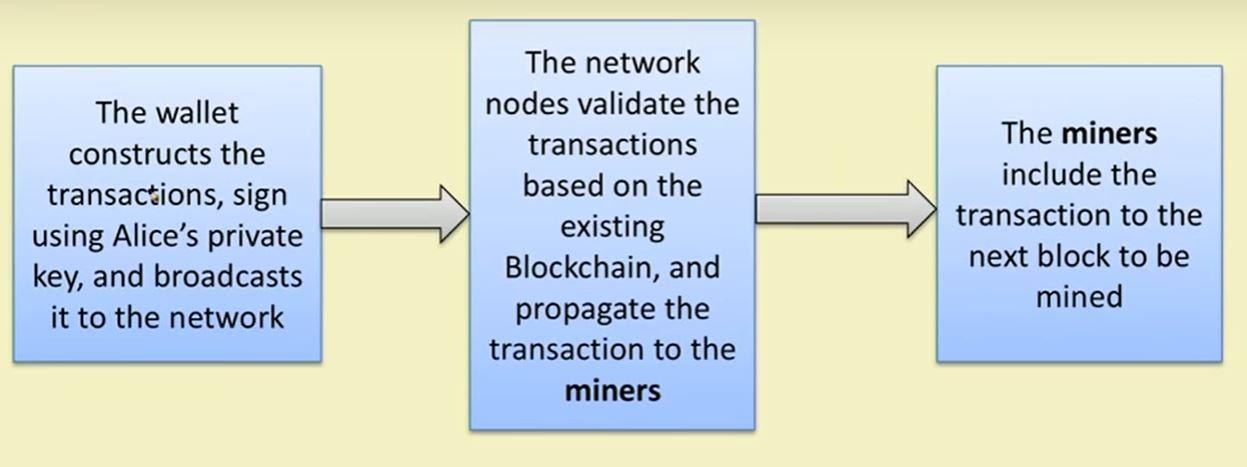 The wallet
constructs the
transactions, sign
using Alice's private
key, and broadcasts
it to the network
The network
nodes validate the
transactions
based on the
existing
Blockchain, and
propagate the
transaction to the
miners
The miners
include the
transaction to the
next block to be
mined